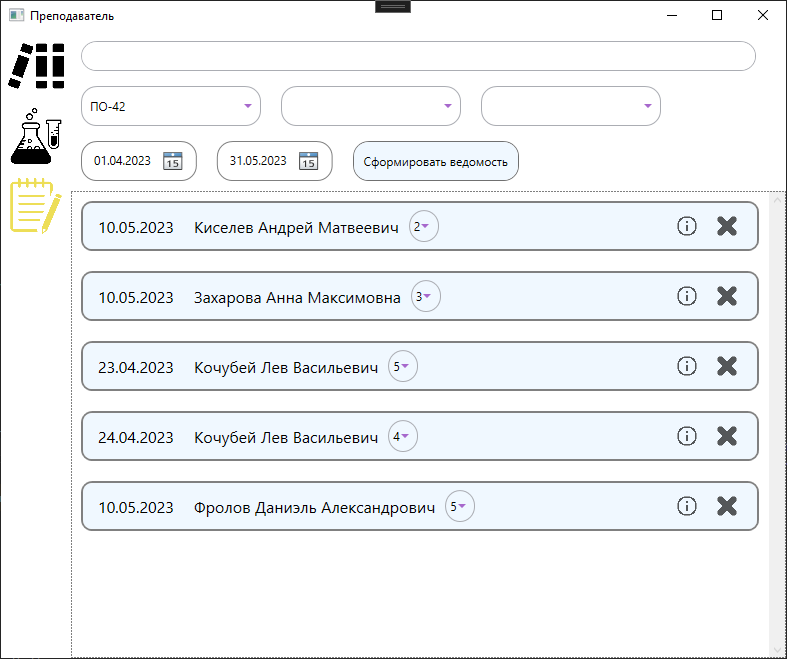 Преподаватель
ПО-42
01.04.2023 15 31.05.2023 15 Сформировать ведомость
10.05.2023 Киселев Андрей Матвеевич 2
10.05.2023 Захарова Анна Максимовна 3
23.04.2023 Кочубей Лев Васильевич 5
24.04.2023 Кочубей Лев Васильевич 4
10.05.2023 Фролов Даниэль Александрович 5